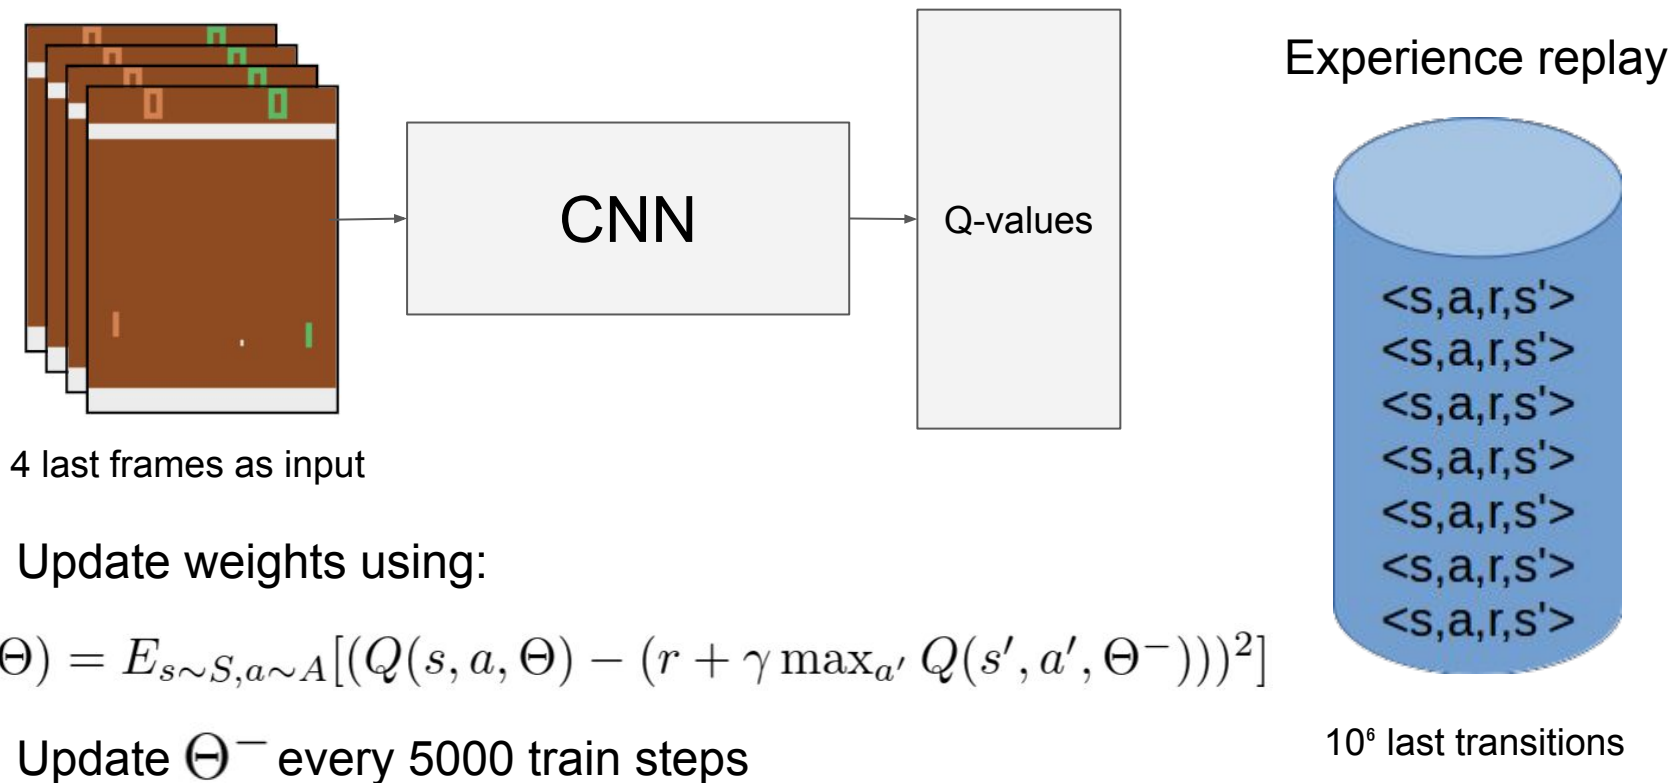 Experience replay
CNN
Q-values
4 last frames as input
<s,a,r,s'>
<s,a,r,s'>
<s,a,r,s'>
<s,a,r,s'>
<s,a,r,s'>
<s,a,r,s'>
<s,a,r,s'>
10⁶ last transitions
Update weights using:
Θ) = E_{s∼S,a∼A}[(Q(s, a, Θ) − (r + γ max_{a′} Q(s′, a′, Θ⁻)))²]
Update Θ⁻ every 5000 train steps